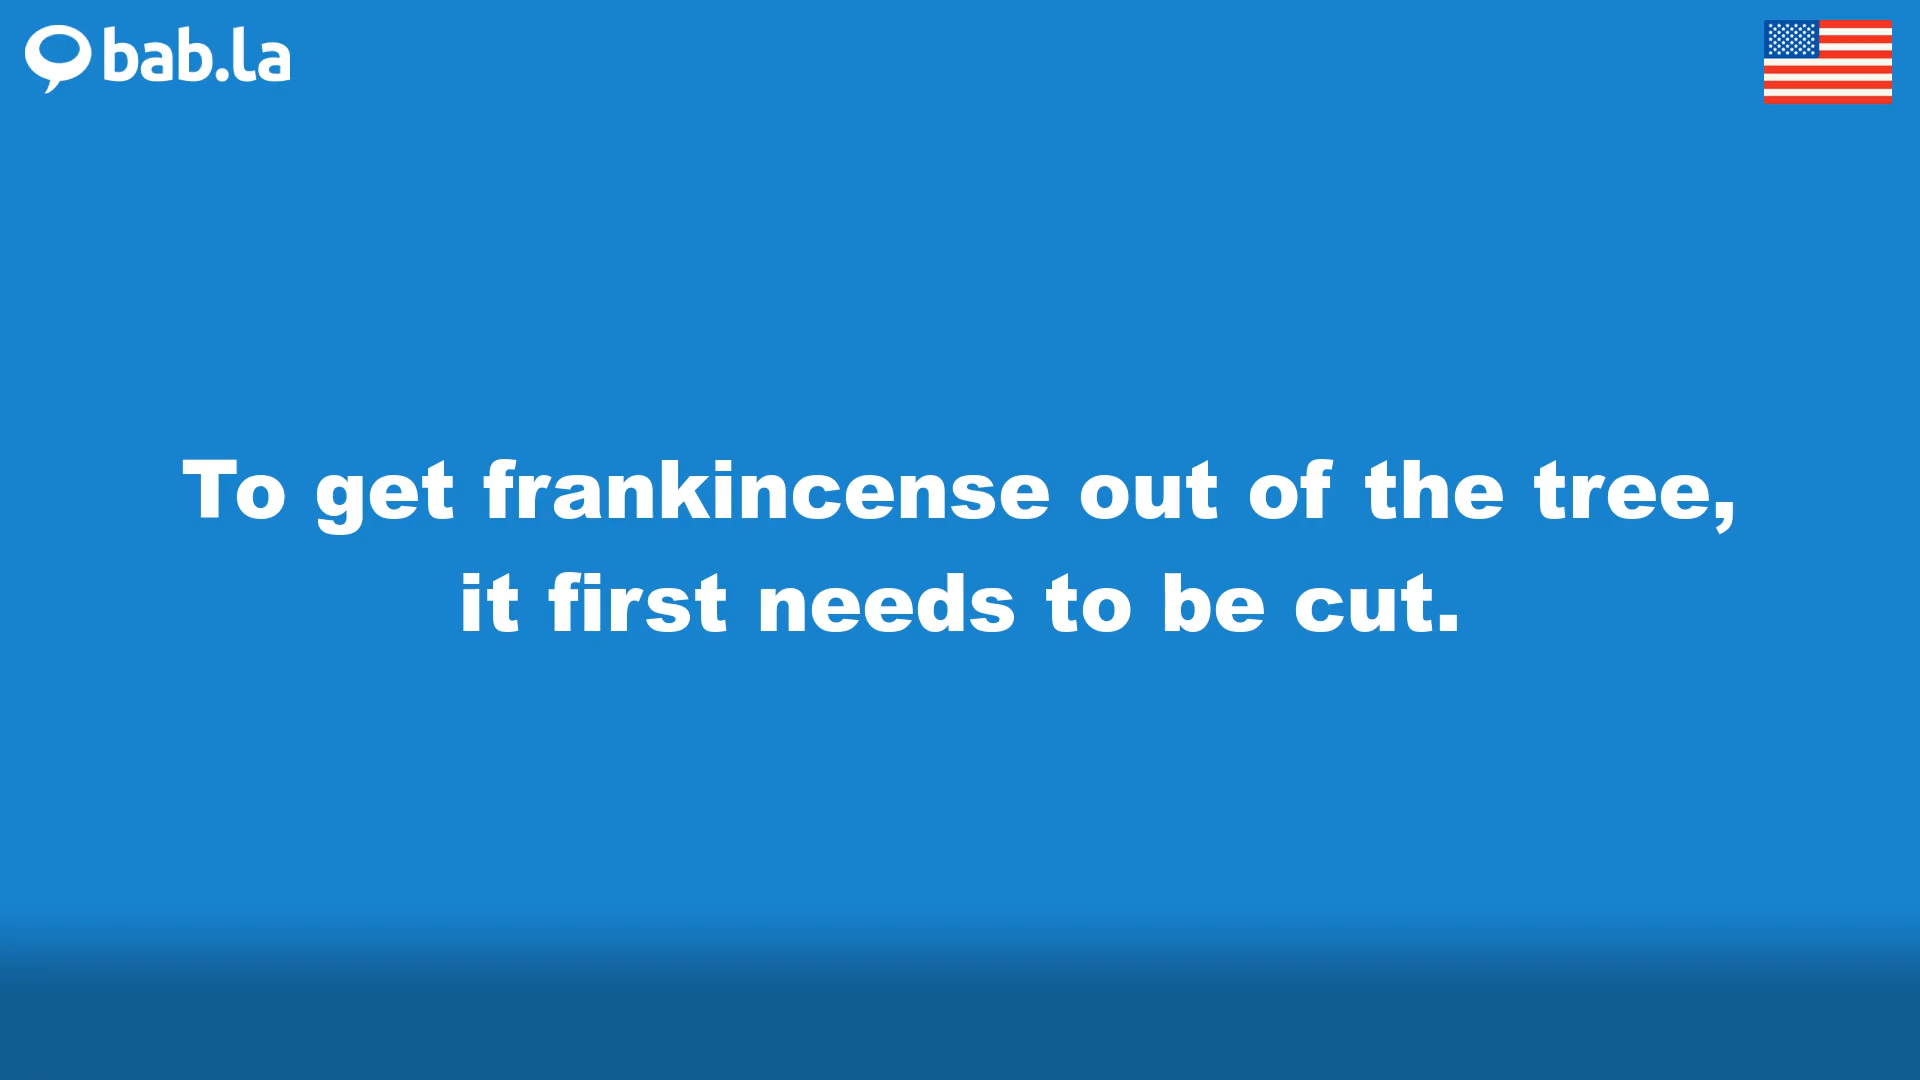 bab.la
To get frankincense out of the tree,
it first needs to be cut.